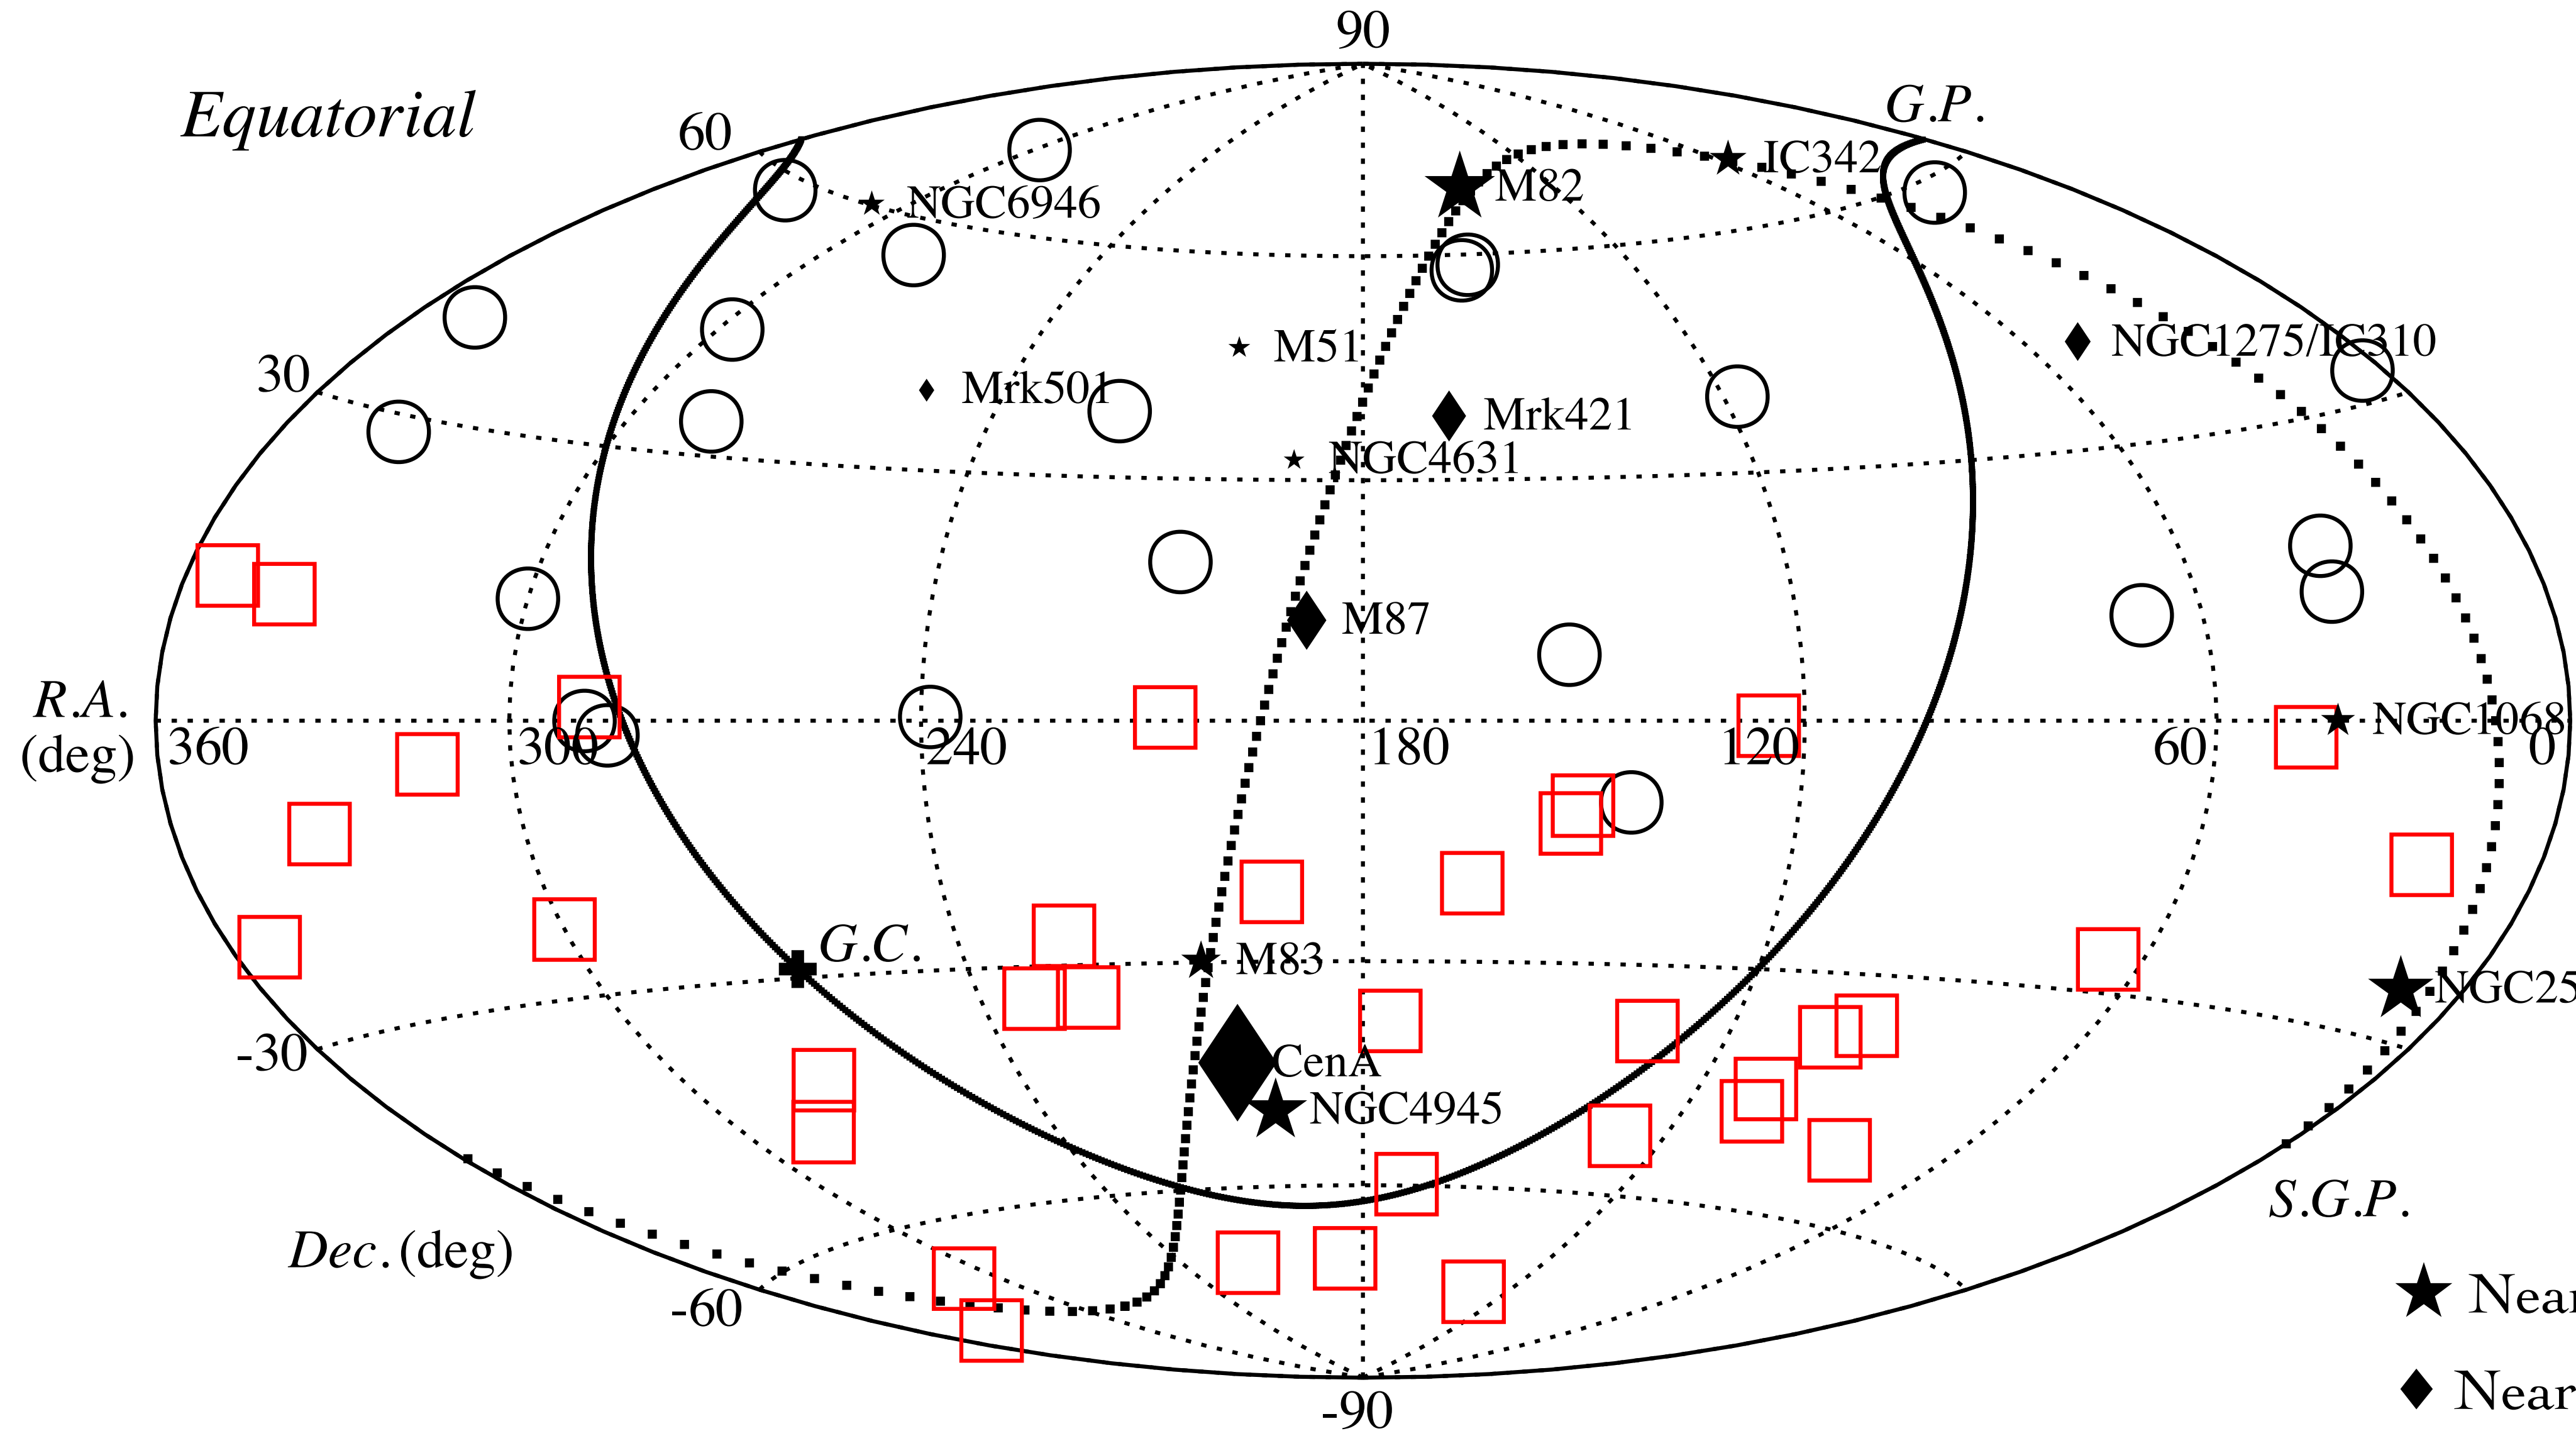 90
Equatorial
G.P.
60
IC342
M82
NGC6946
NGC1275/IC310
M51
30
Mrk501
Mrk421
NGC4631
M87
R.A.
(deg)
360
300
240
180
120
60
0
NGC1068
G.C.
M83
NGC25
-30
CenA
NGC4945
S.G.P.
Dec. (deg)
-60
Near
-90